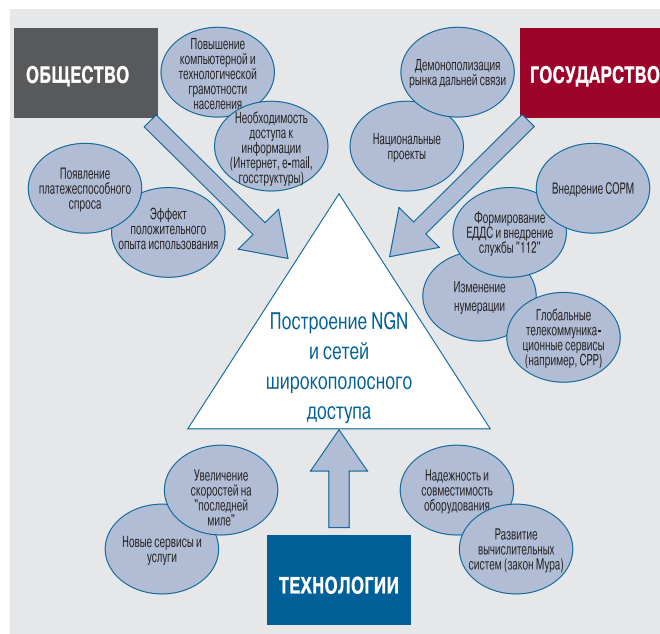 ОБЩЕСТВО
Повышение
компьютерной и
технологической
грамотности
населения
Необходимость
доступа к
информации
(Интернет, e-mail,
госструктуры)
Появление
платежеспособного
спроса
Эффект
положительного
опыта использования
ГОСУДАРСТВО
Демонополизация
рынка дальней связи
Национальные
проекты
Внедрение СОРМ
Формирование
ЕДДС и внедрение
службы "112"
Изменение
нумерации
Глобальные
телекоммуника-
ционные сервисы
(например, СРР)
Построение NGN
и сетей
широкополосного
доступа
Увеличение
скоростей на
"последней
миле"
Новые сервисы и
услуги
ТЕХНОЛОГИИ
Надежность и
совместимость
оборудования
Развитие
вычислительных
систем (закон Мура)